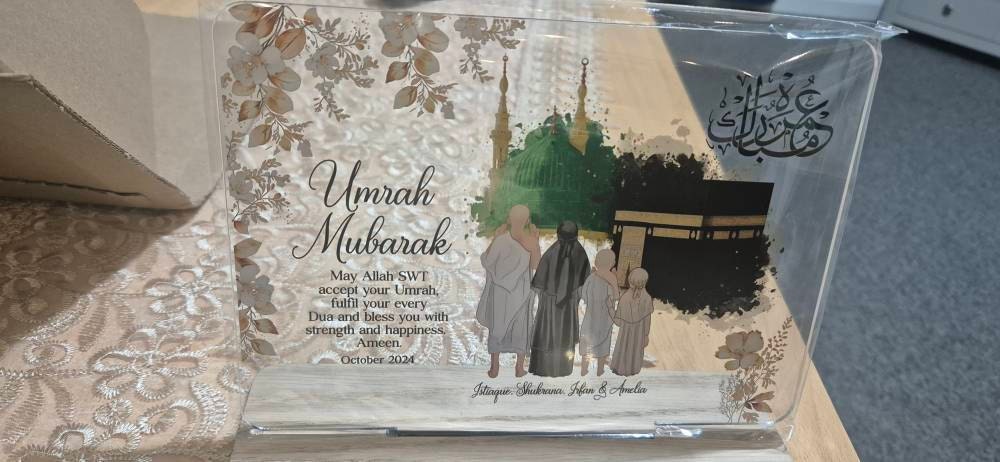 Umrah
Mubarak
May Allah SWT
accept your Umrah,
fulfil your every
Dua and bless you with
strength and happiness.
Ameen.
October 2024
عمرة مبارك
Istiaque, Shukrana, Irfan & Amelia